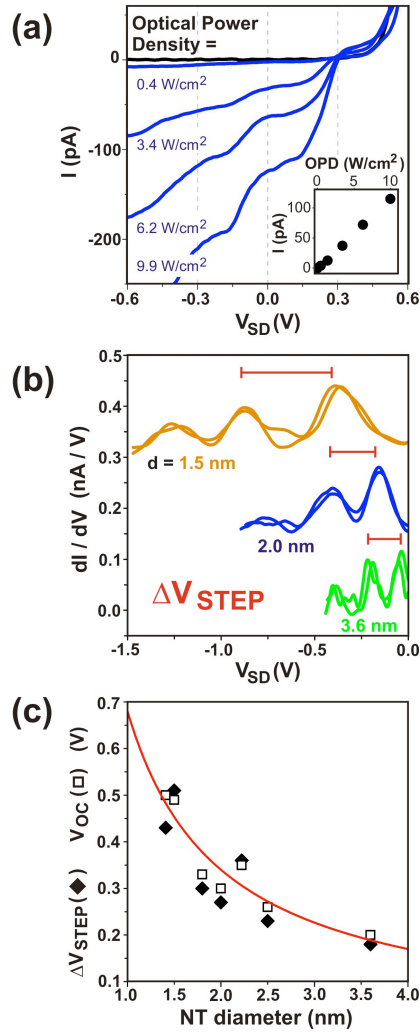 (a)
Optical Power
Density =
0.4 W/cm²
3.4 W/cm²
6.2 W/cm²
9.9 W/cm²
I (pA)
0
-100
-200
-0.6 -0.3 0.0 0.3 0.6
V_SD (V)
OPD (W/cm²)
0 5 10
I (pA)
100
50
0
(b)
dI / dV (nA / V)
0.5
0.4
0.3
0.2
0.1
0.0
d = 1.5 nm
2.0 nm
3.6 nm
ΔV_STEP
-1.5 -1.0 -0.5 0.0
V_SD (V)
(c)
ΔV_STEP (◆) V_OC (□) (V)
0.7
0.6
0.5
0.4
0.3
0.2
0.1
1.0 1.5 2.0 2.5 3.0 3.5 4.0
NT diameter (nm)